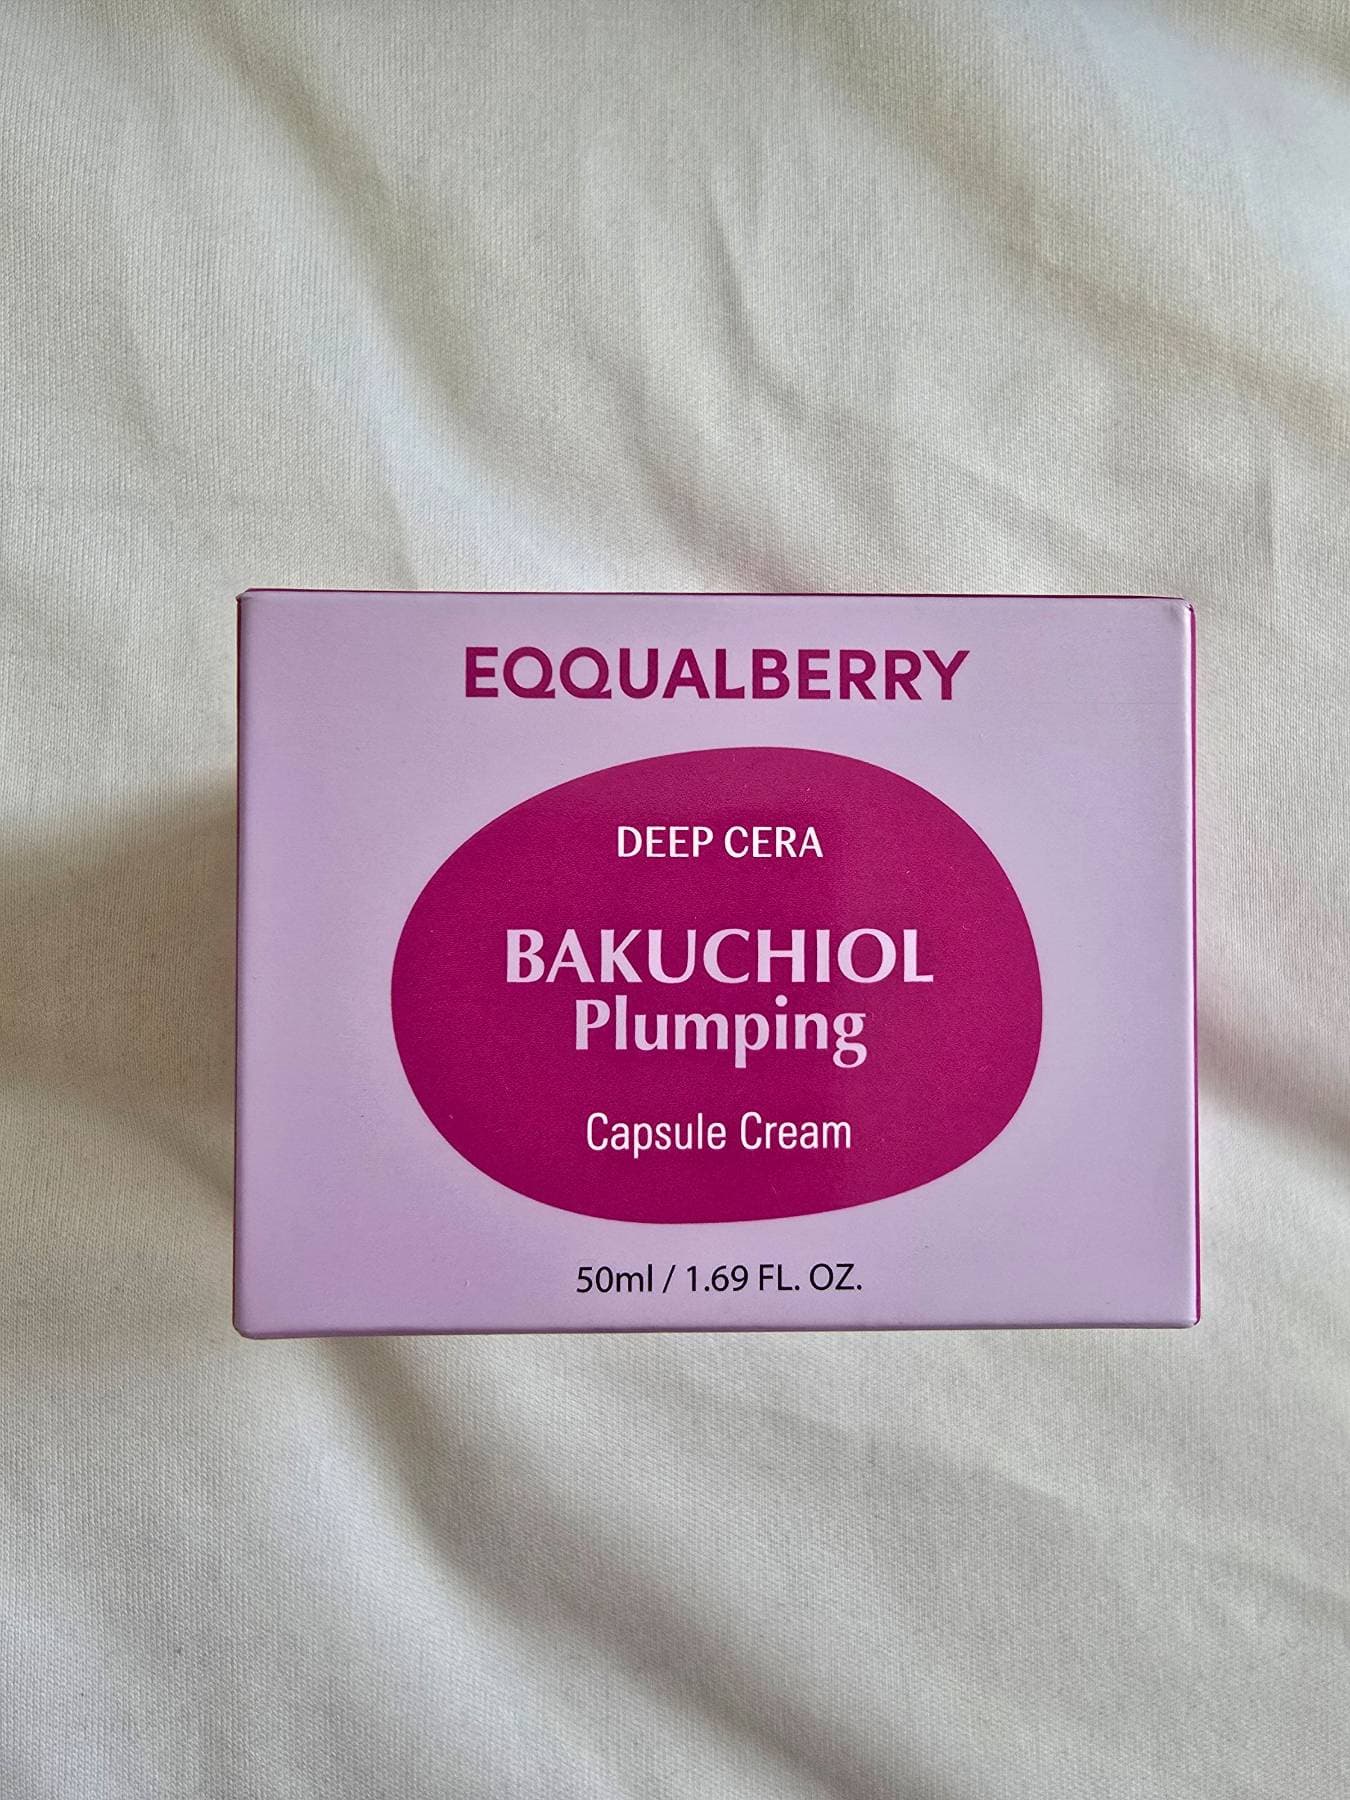 EQQUALBERRY
DEEP CERA
BAKUCHIOL
Plumping
Capsule Cream
50ml / 1.69 FL. OZ.